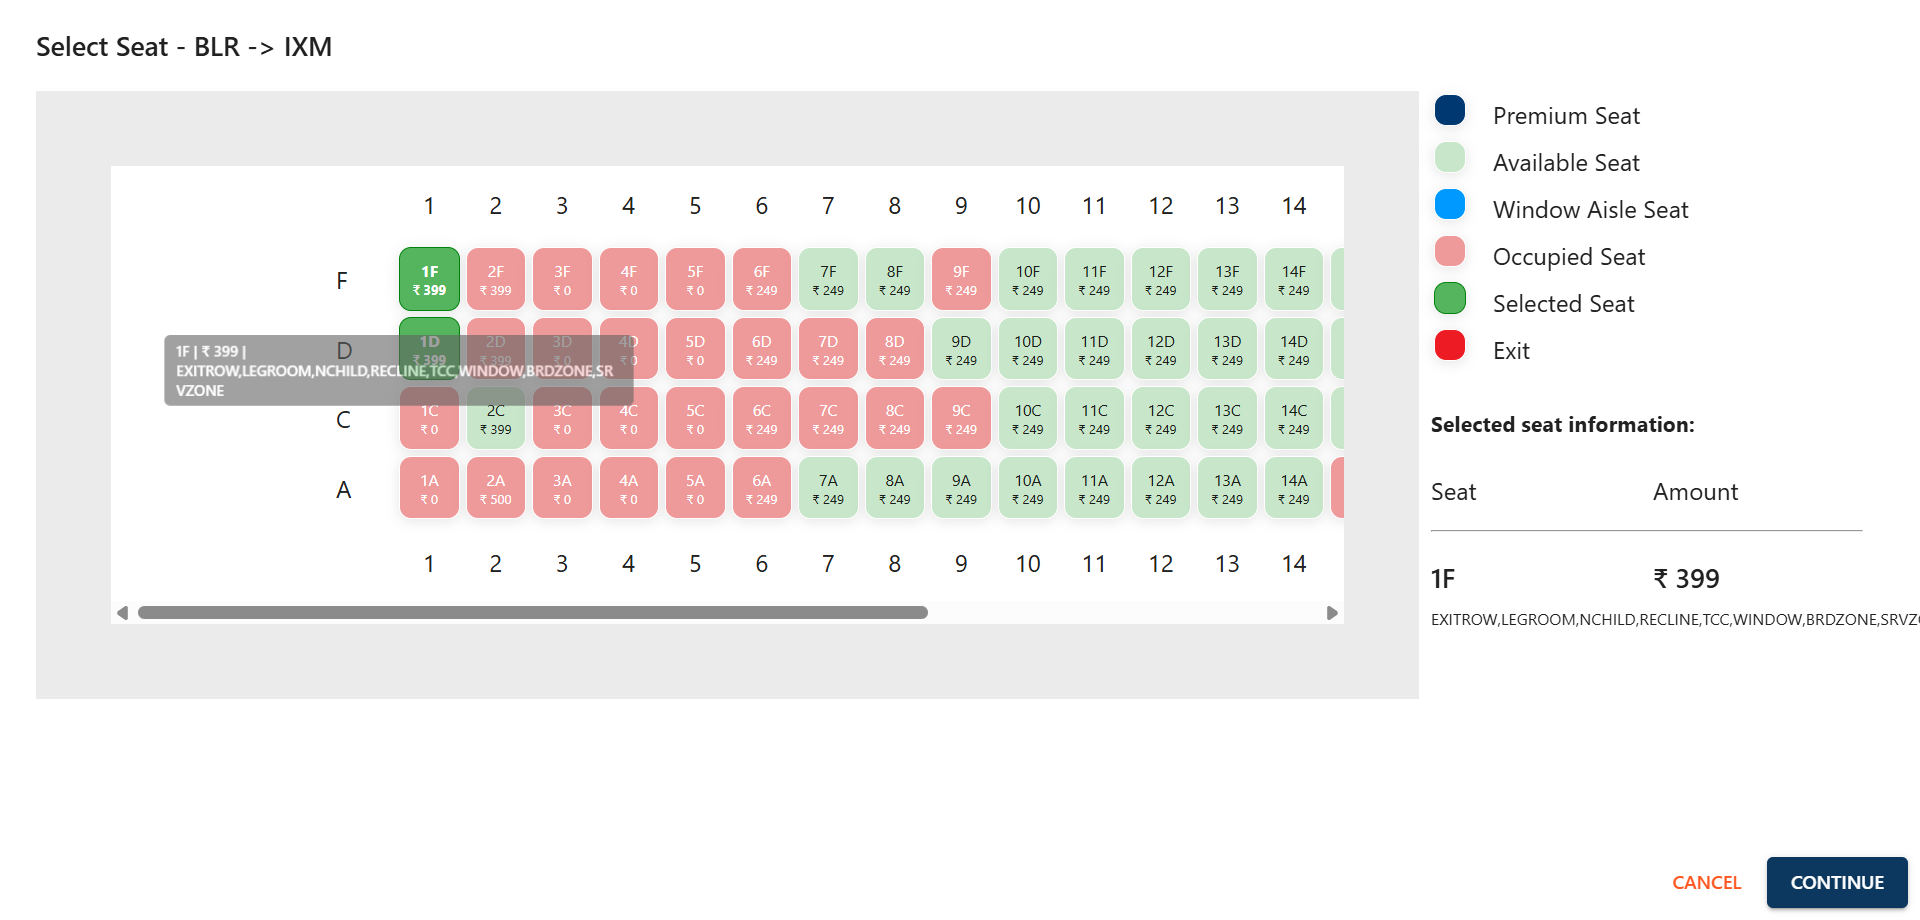 Select Seat - BLR -> IXM
1 2 3 4 5 6 7 8 9 10 11 12 13 14
F
1F 2F 3F 4F 5F 6F 7F 8F 9F 10F 11F 12F 13F 14F
₹ 399 ₹ 399 ₹ 0 ₹ 0 ₹ 0 ₹ 249 ₹ 249 ₹ 249 ₹ 249 ₹ 249 ₹ 249 ₹ 249 ₹ 249 ₹ 249
D
1D 2D 3D 4D 5D 6D 7D 8D 9D 10D 11D 12D 13D 14D
₹ 399 ₹ 399 ₹ 0 ₹ 0 ₹ 0 ₹ 249 ₹ 249 ₹ 249 ₹ 249 ₹ 249 ₹ 249 ₹ 249 ₹ 249 ₹ 249
1F | ₹ 399 |
EXITROW,LEGROOM,NCHILD,RECLINE,TCC,WINDOW,BRDZONE,SR
VZONE
C
1C 2C 3C 4C 5C 6C 7C 8C 9C 10C 11C 12C 13C 14C
₹ 0 ₹ 399 ₹ 0 ₹ 0 ₹ 0 ₹ 249 ₹ 249 ₹ 249 ₹ 249 ₹ 249 ₹ 249 ₹ 249 ₹ 249 ₹ 249
A
1A 2A 3A 4A 5A 6A 7A 8A 9A 10A 11A 12A 13A 14A
₹ 0 ₹ 500 ₹ 0 ₹ 0 ₹ 0 ₹ 249 ₹ 249 ₹ 249 ₹ 249 ₹ 249 ₹ 249 ₹ 249 ₹ 249 ₹ 249
1 2 3 4 5 6 7 8 9 10 11 12 13 14
Premium Seat
Available Seat
Window Aisle Seat
Occupied Seat
Selected Seat
Exit
Selected seat information:
Seat Amount
1F ₹ 399
EXITROW,LEGROOM,NCHILD,RECLINE,TCC,WINDOW,BRDZONE,SRVZ
CANCEL CONTINUE